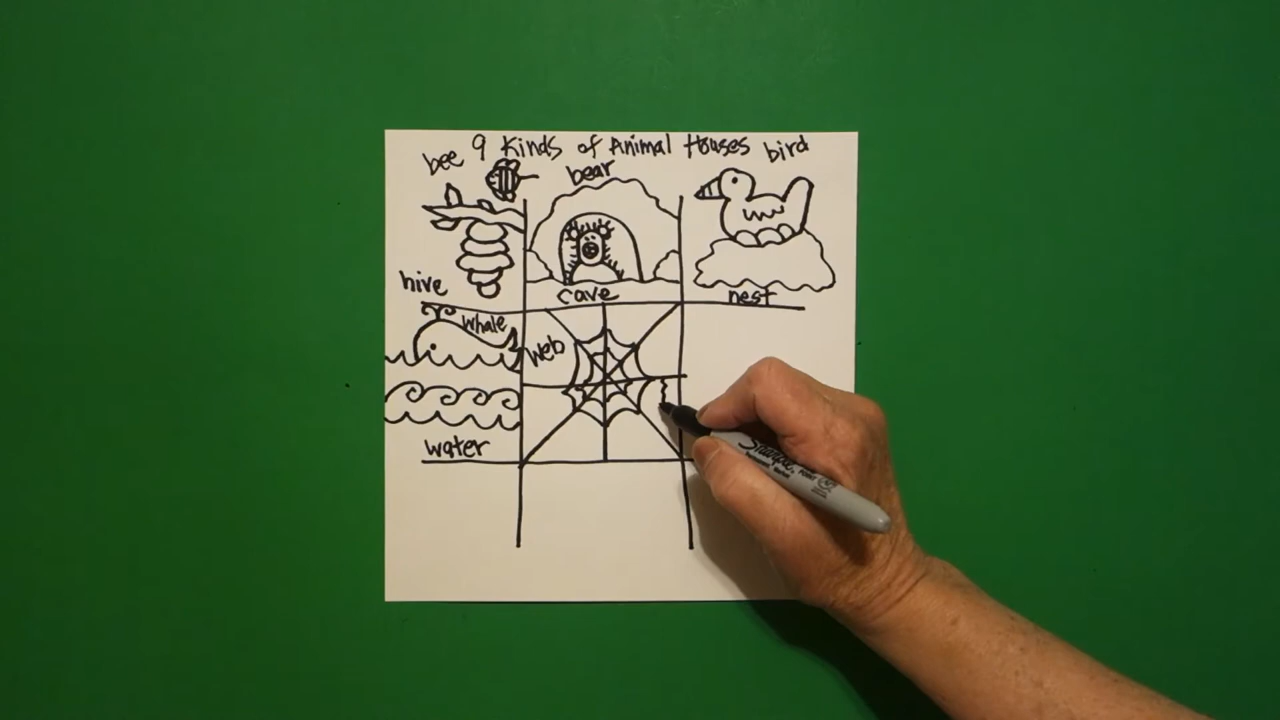 9 Kinds of Animal Houses
bee
bear
bird
hive
cave
nest
whale
web
water
Sharpie